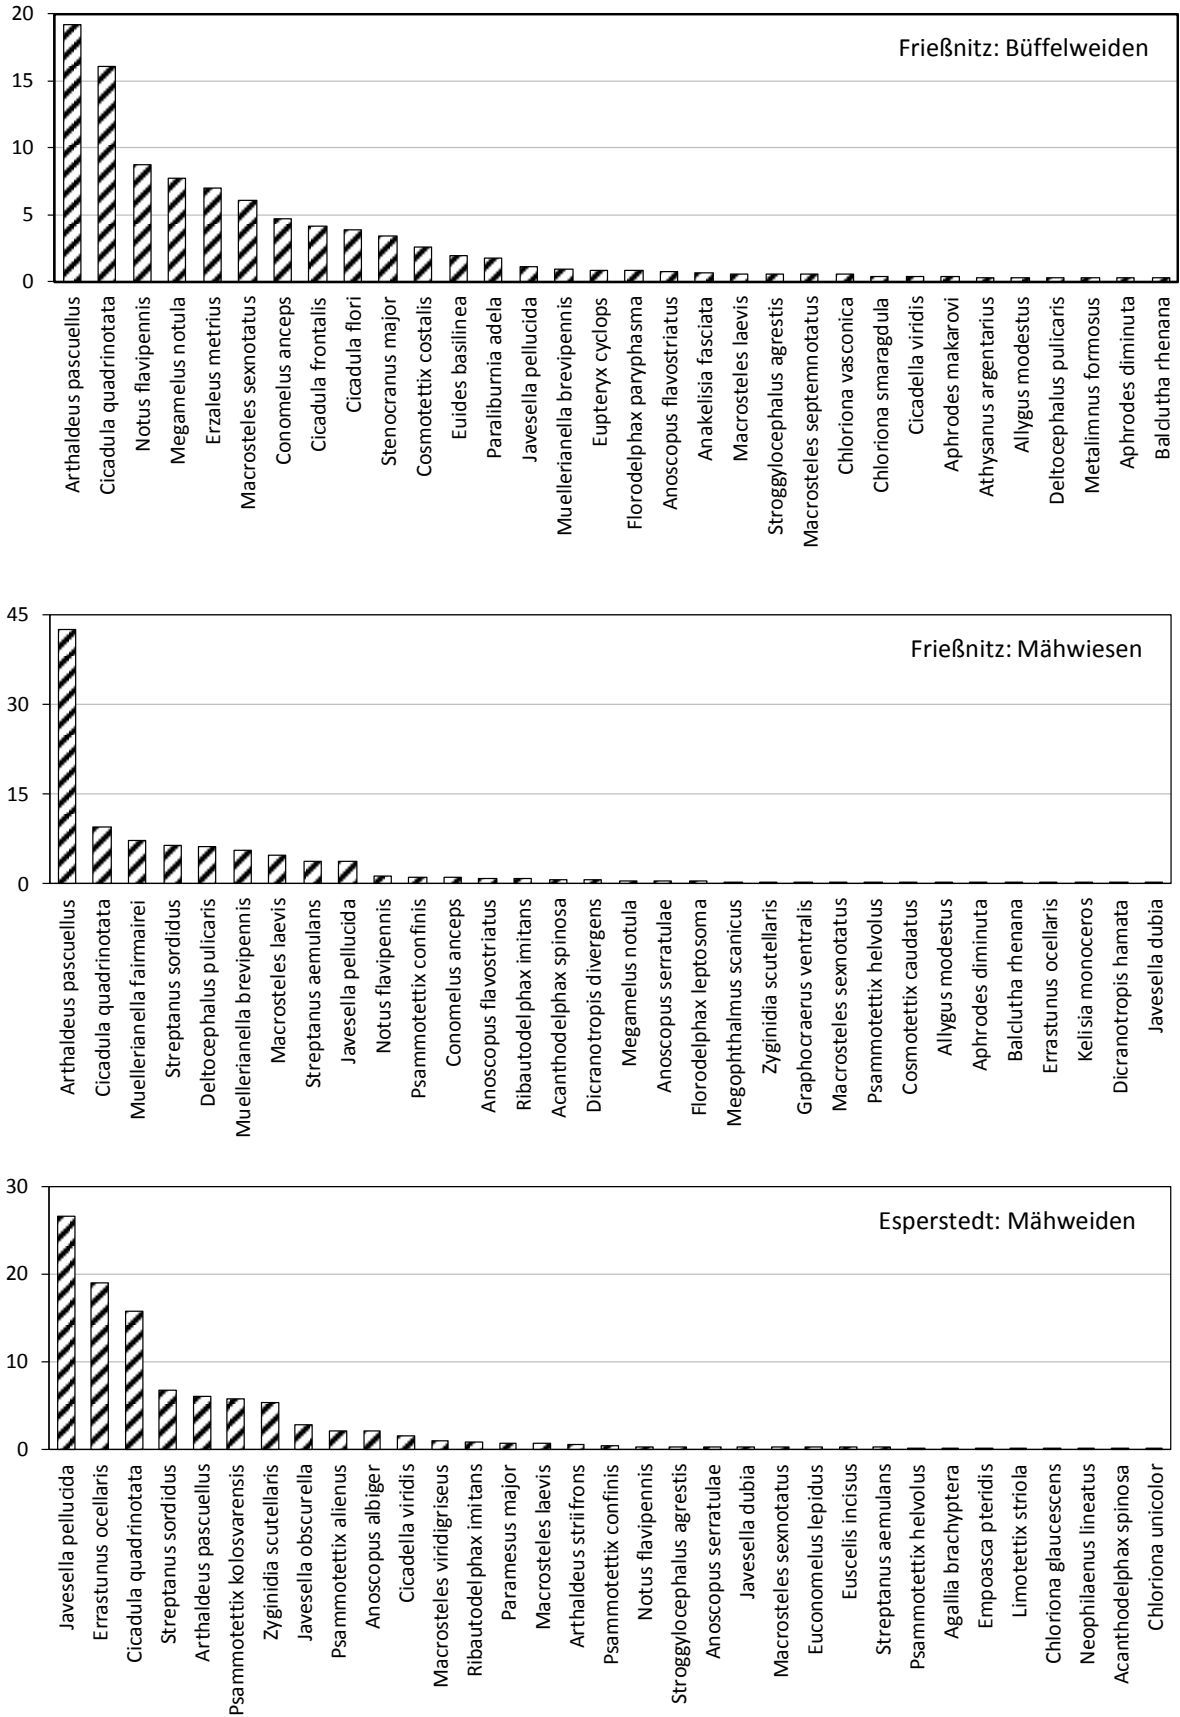 20
15
10
5
0
Frießnitz: Büffelweiden
Arthaldeus pascuellus
Cicadula quadrinotata
Notus flavipennis
Megamelus notula
Erzaleus metrius
Macrosteles sexnotatus
Conomelus anceps
Cicadula frontalis
Cicadula flori
Stenocranus major
Cosmotettix costalis
Euides basilinea
Paraliburnia adela
Javesella pellucida
Muellerianella brevipennis
Eupteryx cyclops
Florodelphax paryphasma
Anoscopus flavostriatus
Anakelisia fasciata
Macrosteles laevis
Stroggylocephalus agrestis
Macrosteles septemnotatus
Chloriona vasconica
Chloriona smaragdula
Cicadella viridis
Aphrodes makarovi
Athysanus argentarius
Allygus modestus
Deltocephalus pulicaris
Metalimnus formosus
Aphrodes diminuta
Balclutha rhenana
45
30
15
0
Frießnitz: Mähwiesen
Arthaldeus pascuellus
Cicadula quadrinotata
Muellerianella fairmairei
Streptanus sordidus
Deltocephalus pulicaris
Muellerianella brevipennis
Macrosteles laevis
Streptanus aemulans
Javesella pellucida
Notus flavipennis
Psammotettix confinis
Conomelus anceps
Anoscopus flavostriatus
Ribautodelphax imitans
Acanthodelphax spinosa
Dicranotropis divergens
Megamelus notula
Anoscopus serratulae
Florodelphax leptosoma
Megophthalmus scanicus
Zyginidia scutellaris
Graphocraerus ventralis
Macrosteles sexnotatus
Psammotettix helvolus
Cosmotettix caudatus
Allygus modestus
Aphrodes diminuta
Balclutha rhenana
Errastunus ocellaris
Kelisia monoceros
Dicranotropis hamata
Javesella dubia
30
20
10
0
Esperstedt: Mähweiden
Javesella pellucida
Errastunus ocellaris
Cicadula quadrinotata
Streptanus sordidus
Arthaldeus pascuellus
Psammotettix kolosvarensis
Zyginidia scutellaris
Javesella obscurella
Psammotettix alienus
Anoscopus albiger
Cicadella viridis
Macrosteles viridigriseus
Ribautodelphax imitans
Paramesus major
Macrosteles laevis
Arthaldeus striifrons
Psammotettix confinis
Notus flavipennis
Stroggylocephalus agrestis
Anoscopus serratulae
Javesella dubia
Macrosteles sexnotatus
Euconomelus lepidus
Euscelis incisus
Streptanus aemulans
Psammotettix helvolus
Agallia brachyptera
Empoasca pteridis
Limotettix striola
Chloriona glaucescens
Neophilaenus lineatus
Acanthodelphax spinosa
Chloriona unicolor